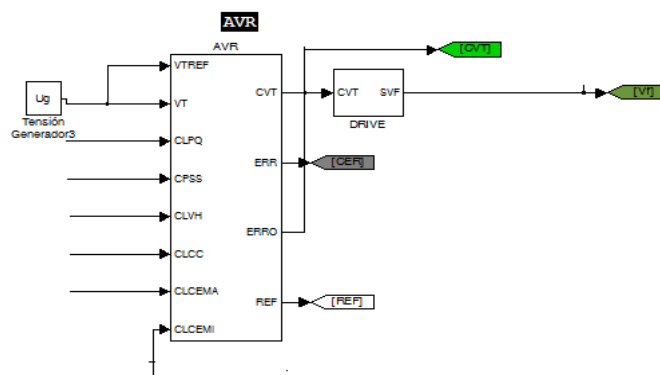 AVR
AVR
VTREF
VT
CLPQ
CPSS
CLVH
CLCC
CLCEMA
CLCEMI
CVT
ERR
ERRO
REF
Ug
Tensión
Generador3
CVT SVF
DRIVE
[CVT]
[Vf]
[CER]
[REF]